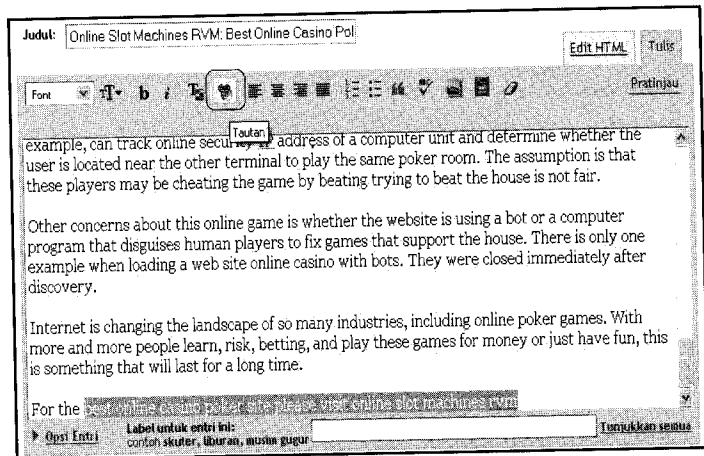 Judul: Online Slot Machines RVM: Best Online Casino Pol
Edit HTML Tulis
Font b i Pratinjau
Tautan
example, can track online security address of a computer unit and determine whether the
user is located near the other terminal to play the same poker room. The assumption is that
these players may be cheating the game by beating trying to beat the house is not fair.
Other concerns about this online game is whether the website is using a bot or a computer
program that disguises human players to fix games that support the house. There is only one
example when loading a web site online casino with bots. They were closed immediately after
discovery.
Internet is changing the landscape of so many industries, including online poker games. With
more and more people learn, risk, betting, and play these games for money or just have fun, this
is something that will last for a long time.
For the best online casino poker site please visit online slot machines rvm
Opsi Entri Label untuk entri ini: Tunjukkan semua
contoh skuter, liburan, musim gugur